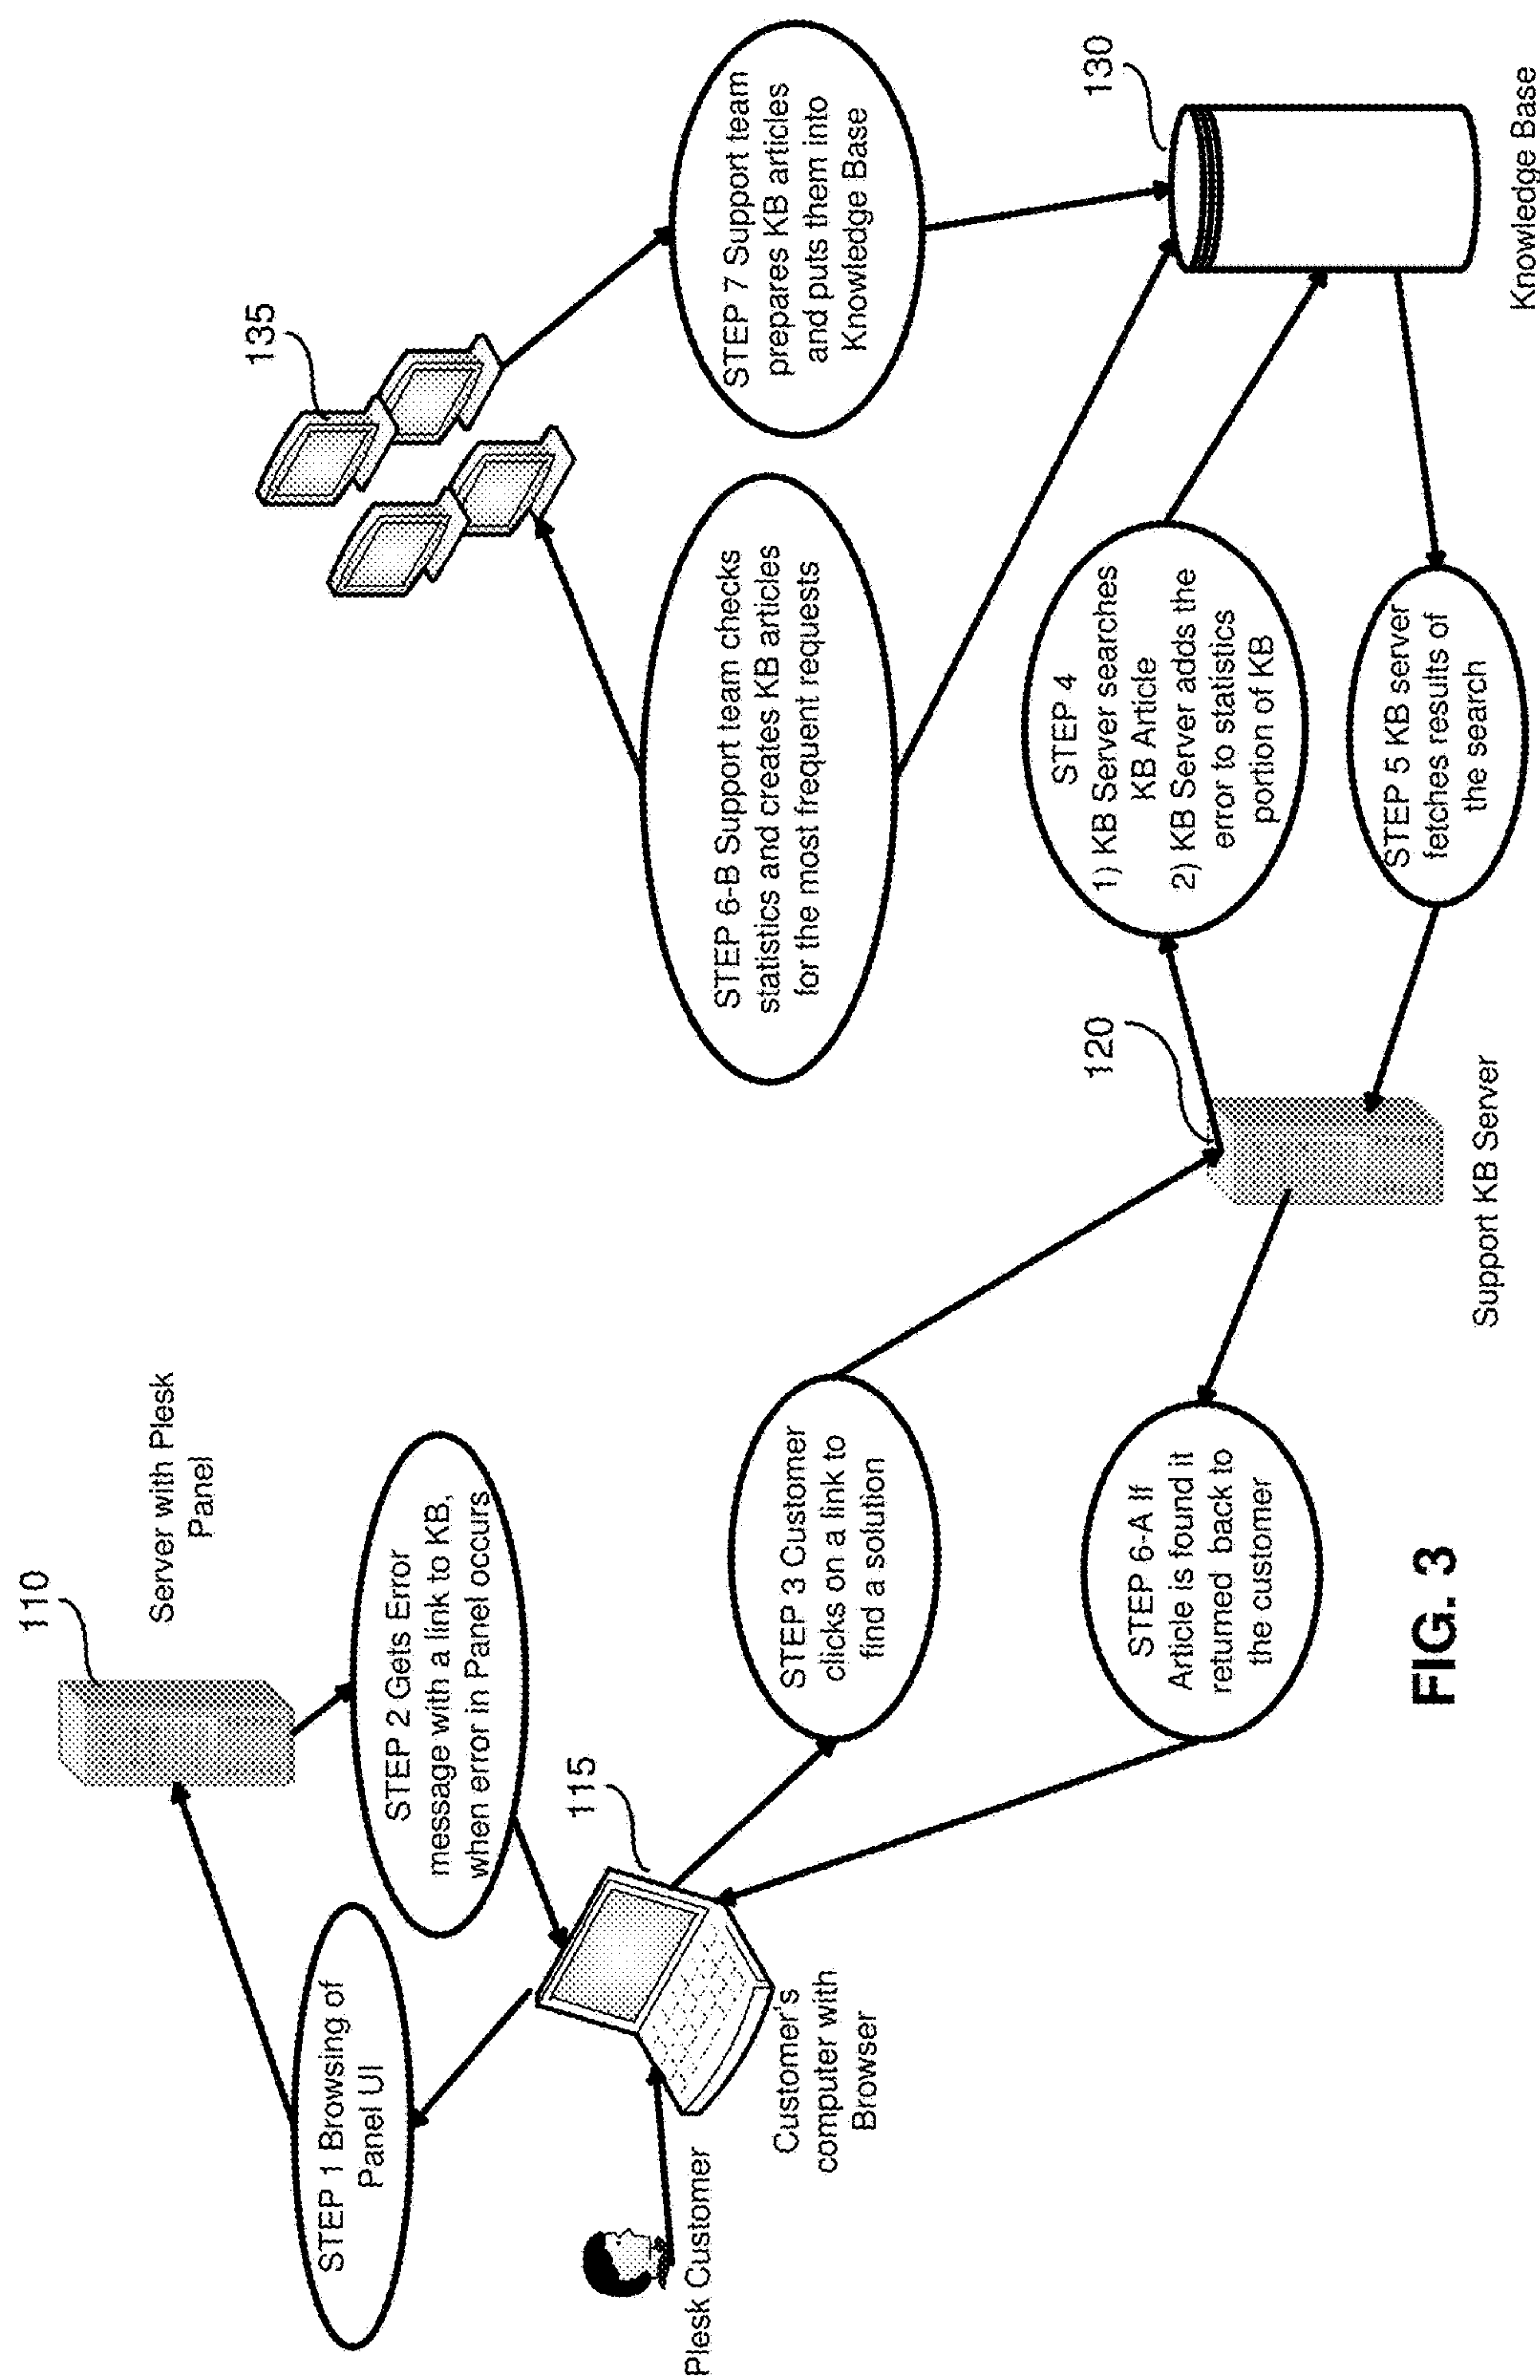 110
Server with Plesk
Panel
STEP 1 Browsing of
Panel UI
STEP 2 Gets Error
message with a link to KB,
when error in Panel occurs
Plesk Customer
115
Customer's
computer with
Browser
STEP 3 Customer
clicks on a link to
find a solution
STEP 6-A If
Article is found it
returned back to
the customer
120
Support KB Server
STEP 4
1) KB Server searches
KB Article
2) KB Server adds the
error to statistics
portion of KB
STEP 5 KB server
fetches results of
the search
STEP 6-B Support team checks
statistics and creates KB articles
for the most frequent requests
135
STEP 7 Support team
prepares KB articles
and puts them into
Knowledge Base
130
Knowledge Base
FIG. 3